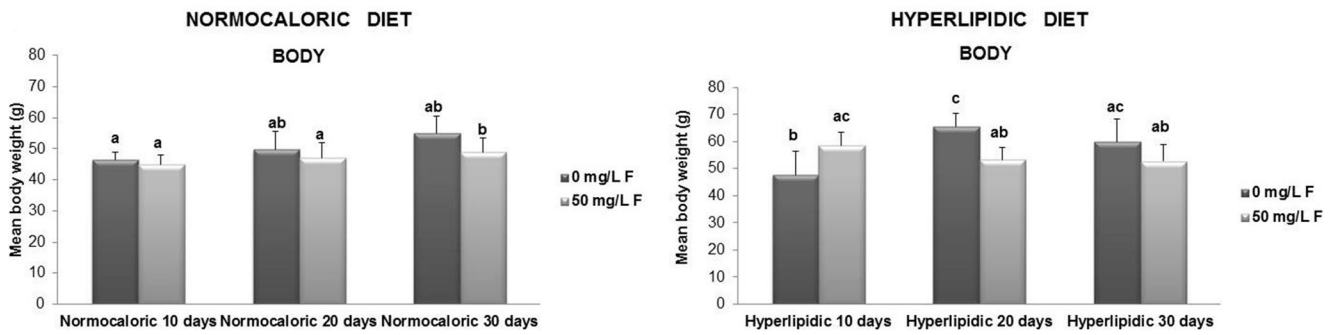 NORMOCALORIC DIET
BODY
Mean body weight (g)
80
70
60
50
40
30
20
10
0
a
a
ab
a
ab
b
Normocaloric 10 days
Normocaloric 20 days
Normocaloric 30 days
0 mg/L F
50 mg/L F
HYPERLIPIDIC DIET
BODY
Mean body weight (g)
80
70
60
50
40
30
20
10
0
b
ac
c
ab
ac
ab
Hyperlipidic 10 days
Hyperlipidic 20 days
Hyperlipidic 30 days
0 mg/L F
50 mg/L F